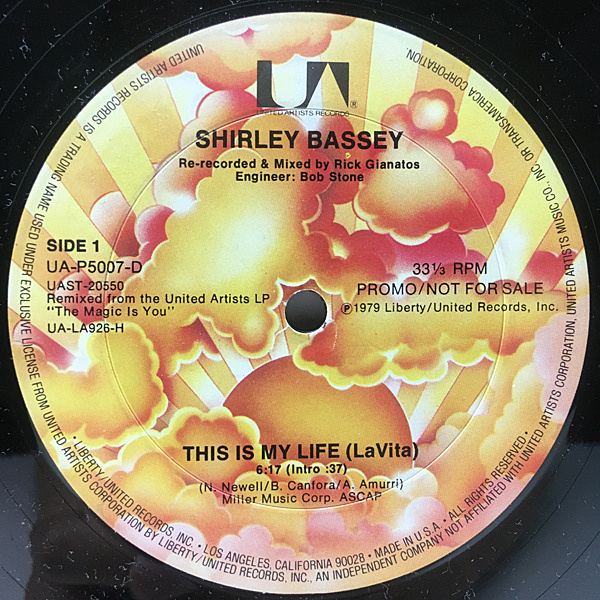 UA®
UNITED ARTISTS RECORDS
SHIRLEY BASSEY
Re-recorded & Mixed by Rick Gianatos
Engineer: Bob Stone
SIDE 1
UA-P5007-D
UAST-20550
Remixed from the United Artists LP
"The Magic Is You"
UA-LA926-H
33⅓ RPM
PROMO/NOT FOR SALE
℗1979 Liberty/United Records, Inc.
THIS IS MY LIFE (LaVita)
6:17 (Intro :37)
(N. Newell/B. Canfora/A. Amurri)
Miller Music Corp. ASCAP
• LIBERTY/UNITED RECORDS, INC. • LOS ANGELES, CALIFORNIA 90028 • MADE IN U.S.A. • ALL RIGHTS RESERVED •
UNITED ARTISTS RECORDS IS A TRADING NAME USED UNDER EXCLUSIVE LICENSE FROM UNITED ARTISTS CORPORATION BY LIBERTY/UNITED RECORDS, INC., AN INDEPENDENT COMPANY NOT AFFILIATED WITH UNITED ARTISTS CORPORATION, UNITED ARTISTS MUSIC CO., INC. OR TRANSAMERICA CORPORATION.